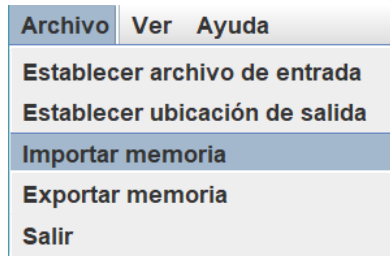 Archivo Ver Ayuda
Establecer archivo de entrada
Establecer ubicación de salida
Importar memoria
Exportar memoria
Salir